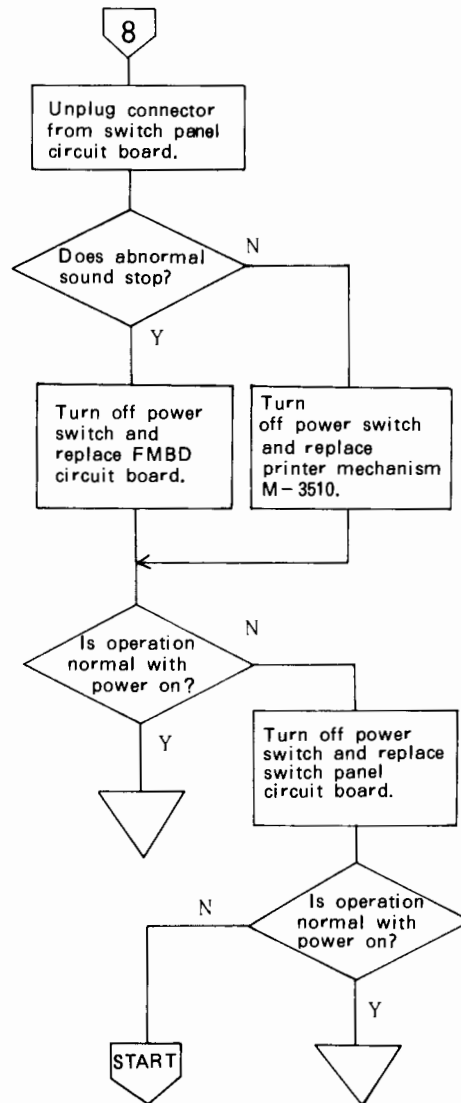 8
Unplug connector
from switch panel
circuit board.
Does abnormal
sound stop?
N
Y
Turn off power
switch and
replace FMBD
circuit board.
Turn
off power switch
and replace
printer mechanism
M-3510.
Is operation
normal with
power on?
N
Y
Turn off power
switch and replace
switch panel
circuit board.
Is operation
normal with
power on?
N
Y
START